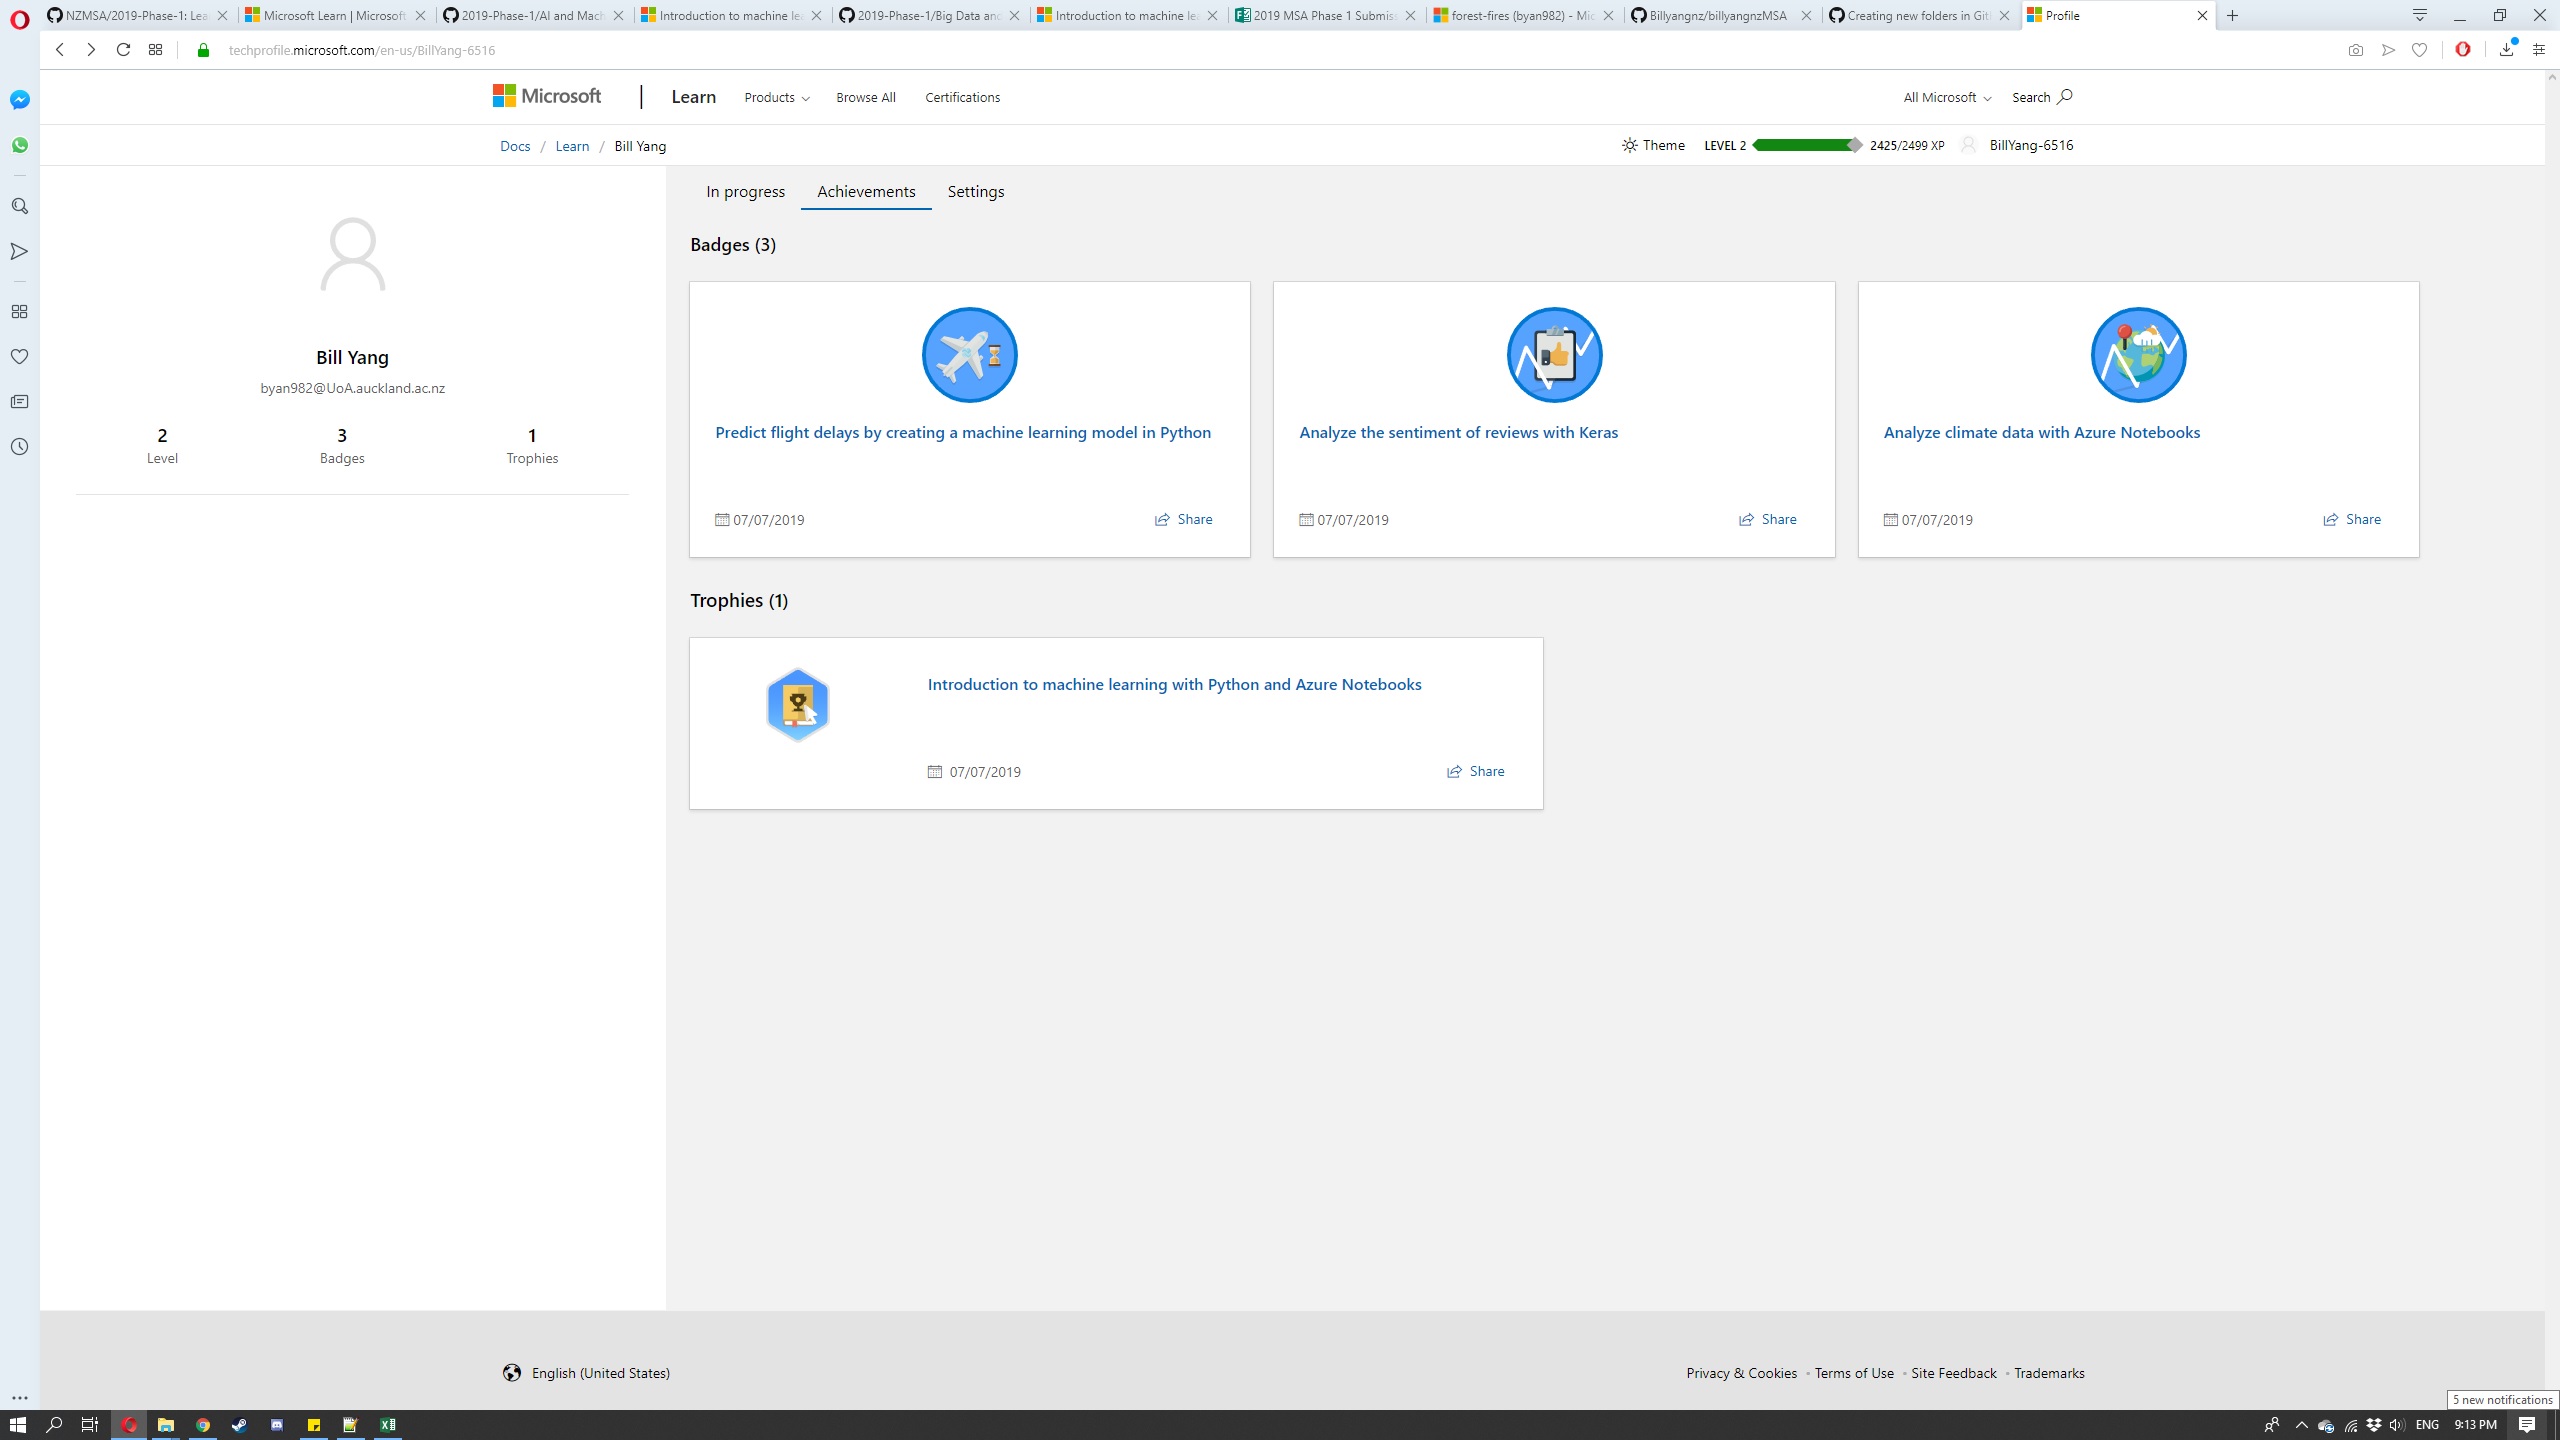 NZMSA/2019-Phase-1: Lea
Microsoft Learn | Microsoft
2019-Phase-1/AI and Mach
Introduction to machine le
2019-Phase-1/Big Data and
Introduction to machine le
2019 MSA Phase 1 Submiss
forest-fires (byan982) - Mic
Billyangnz/billyangnzMSA
Creating new folders in Git
Profile
techprofile.microsoft.com/en-us/BillYang-6516
Microsoft
Learn
Products
Browse All
Certifications
All Microsoft
Search
Docs / Learn / Bill Yang
Theme
LEVEL 2
2425/2499 XP
BillYang-6516
In progress
Achievements
Settings
Bill Yang
byan982@UoA.auckland.ac.nz
2
Level
3
Badges
1
Trophies
Badges (3)
Predict flight delays by creating a machine learning model in Python
07/07/2019
Share
Analyze the sentiment of reviews with Keras
07/07/2019
Share
Analyze climate data with Azure Notebooks
07/07/2019
Share
Trophies (1)
Introduction to machine learning with Python and Azure Notebooks
07/07/2019
Share
English (United States)
Privacy & Cookies
Terms of Use
Site Feedback
Trademarks
5 new notifications
ENG
9:13 PM